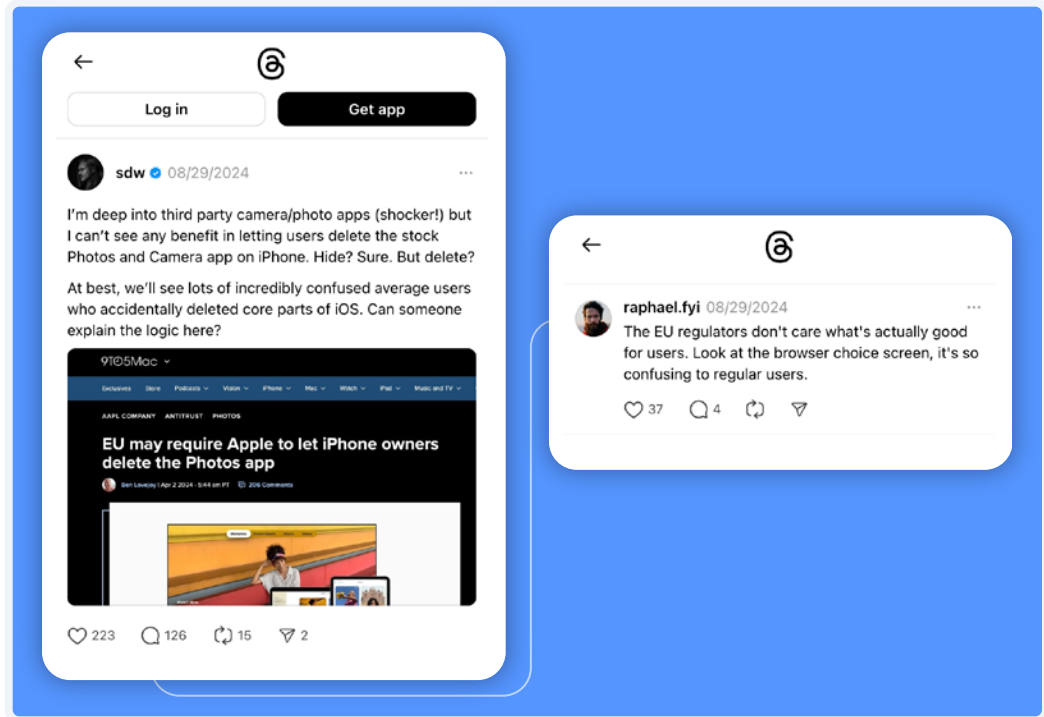 Log in
Get app
sdw 08/29/2024
I'm deep into third party camera/photo apps (shocker!) but
I can't see any benefit in letting users delete the stock
Photos and Camera app on iPhone. Hide? Sure. But delete?
At best, we'll see lots of incredibly confused average users
who accidentally deleted core parts of iOS. Can someone
explain the logic here?
9TO5Mac
Exclusives Store Podcasts Vision iPhone Mac Watch iPad Music and TV
AAPL COMPANY ANTITRUST PHOTOS
EU may require Apple to let iPhone owners
delete the Photos app
Ben Lovejoy | Apr 2 2024 - 5:44 am PT 206 Comments
223 126 15 2
raphael.fyi 08/29/2024
The EU regulators don't care what's actually good
for users. Look at the browser choice screen, it's so
confusing to regular users.
37 4